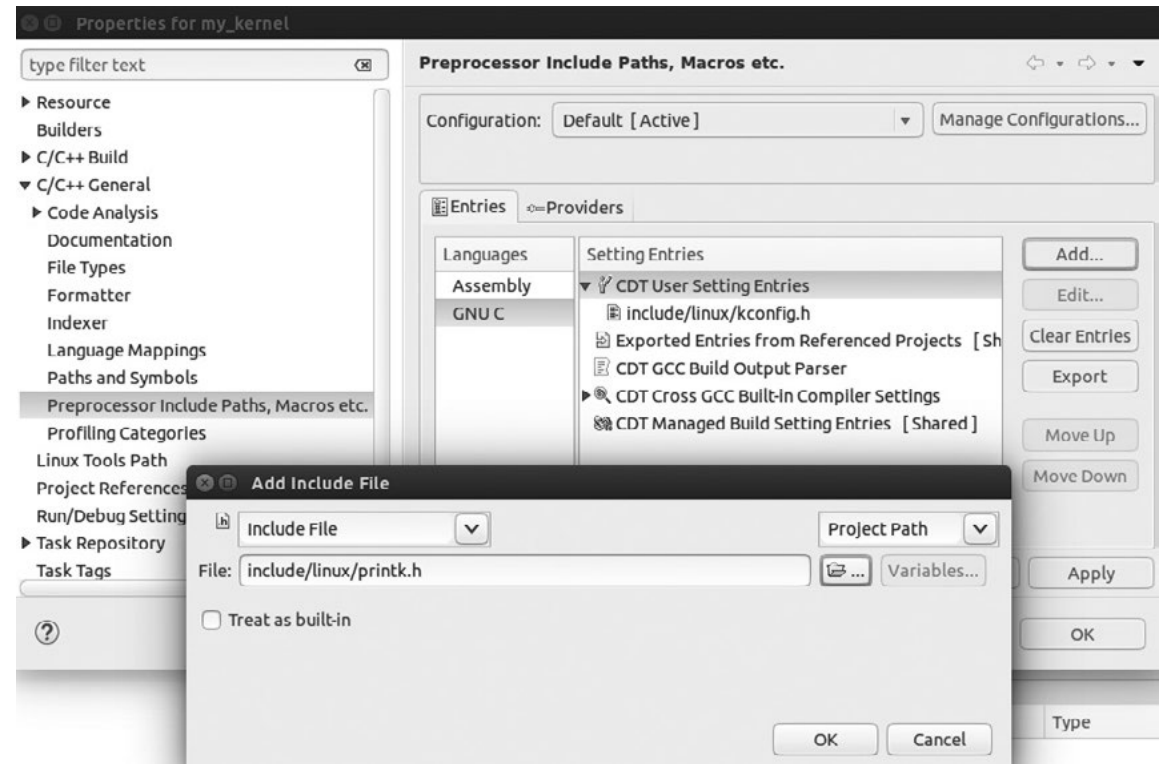 Properties for my_kernel
type filter text
Resource
Builders
C/C++ Build
C/C++ General
Code Analysis
Documentation
File Types
Formatter
Indexer
Language Mappings
Paths and Symbols
Preprocessor Include Paths, Macros etc.
Profiling Categories
Linux Tools Path
Project References
Run/Debug Setting
Task Repository
Task Tags
Preprocessor Include Paths, Macros etc.
Configuration: Default [Active] Manage Configurations...
Entries Providers
Languages
Assembly
GNU C
Setting Entries
CDT User Setting Entries
include/linux/kconfig.h
Exported Entries from Referenced Projects [Sh
CDT GCC Build Output Parser
CDT Cross GCC Built-in Compiler Settings
CDT Managed Build Setting Entries [Shared]
Add...
Edit...
Clear Entries
Export
Move Up
Move Down
Apply
OK
Type
Add Include File
Include File Project Path
File: include/linux/printk.h ... Variables...
Treat as built-in
OK Cancel